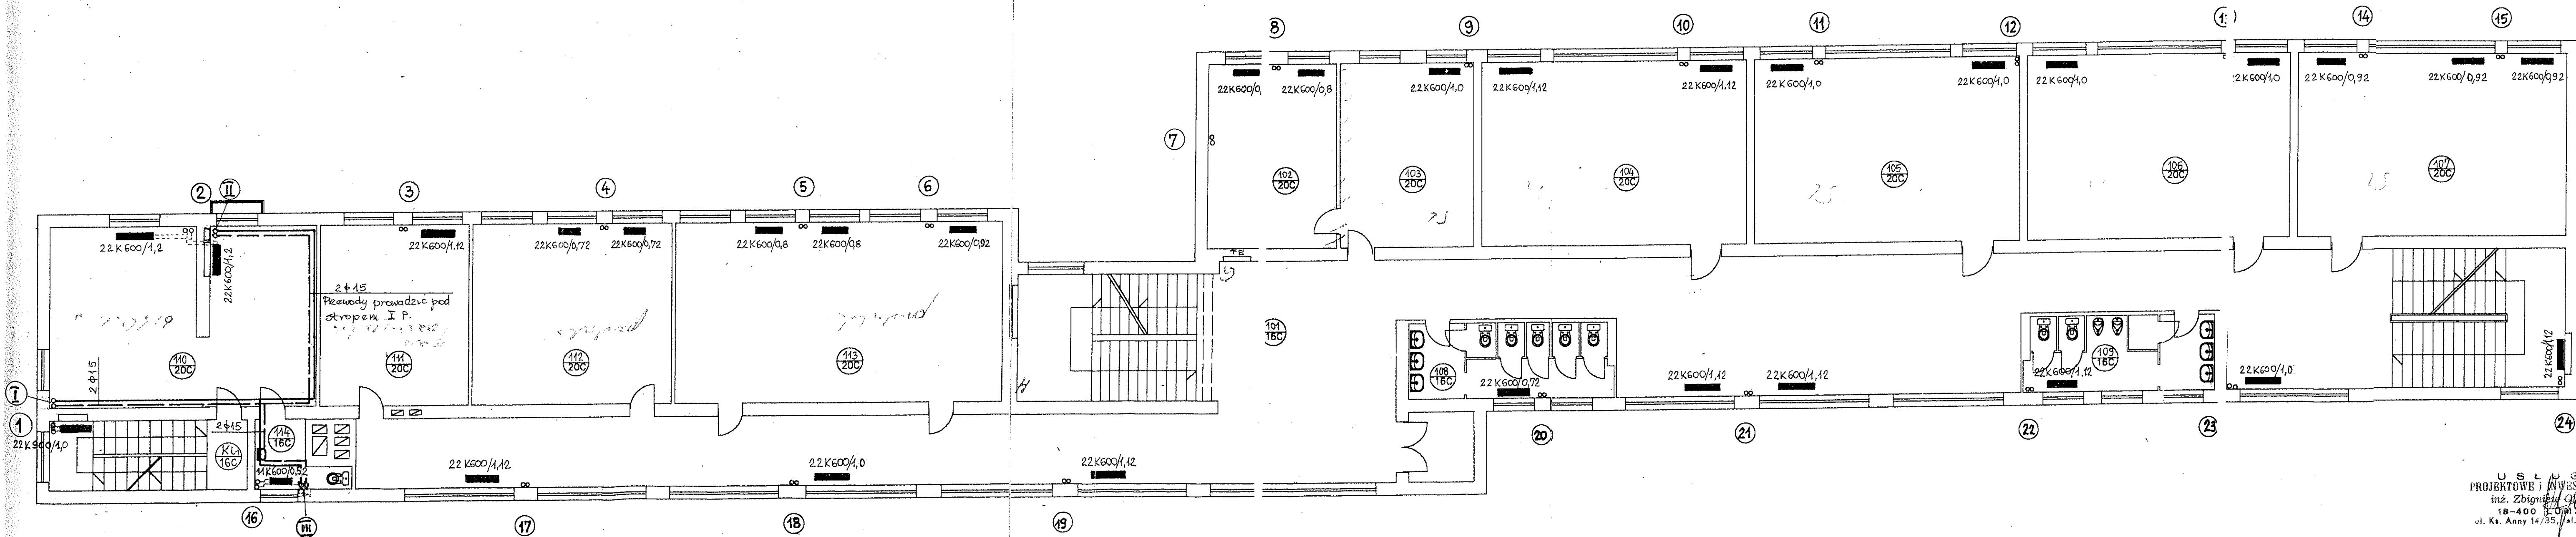 8
9
10
11
12
14
15
22K600/0,
22K600/0,8
22K600/1,0
22K600/1,12
22K600/1,12
22K600/1,0
22K600/1,0
22K600/1,0
22K600/1,0
22K600/0,92
22K600/0,92
22K600/0,92
7
102
20C
103
20C
104
20C
105
20C
106
20C
107
20C
2
II
3
4
5
6
22K600/1,2
22K600/1,2
22K600/1,12
22K600/0,72
22K600/0,72
22K600/0,8
22K600/0,8
22K600/0,92
2ϕ15
Przewody prowadzić pod
stropem I P.
110
20C
111
20C
112
20C
113
20C
101
16C
2ϕ15
108
16C
22K600/0,72
22K600/1,12
22K600/1,12
109
16C
22K600/1,12
22K600/1,0
22K600/1,12
I
1
22K900/1,0
2ϕ15
KL1
16C
114
16C
11K600/0,52
22K600/1,12
22K600/1,0
22K600/1,12
20
21
22
23
24
16
III
17
18
19
PROJEKTOWE i
inż. Zbigniew
18-400
ul. Ks. Anny 14/35,